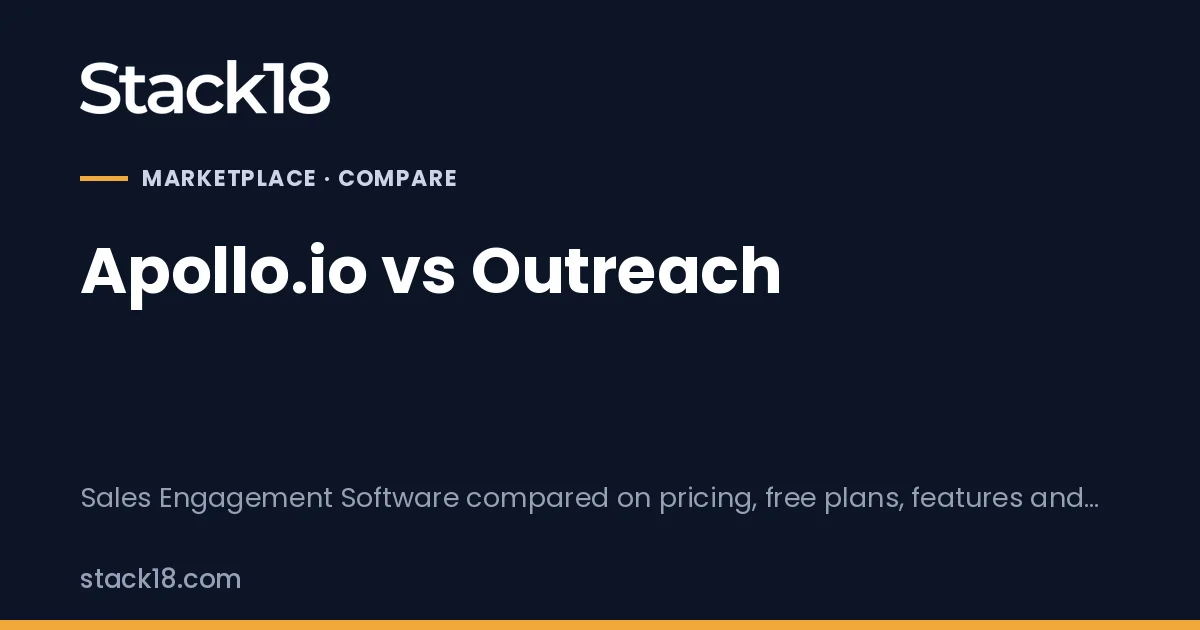 Stack18
MARKETPLACE · COMPARE
Apollo.io vs Outreach
Sales Engagement Software compared on pricing, free plans, features and...
stack18.com